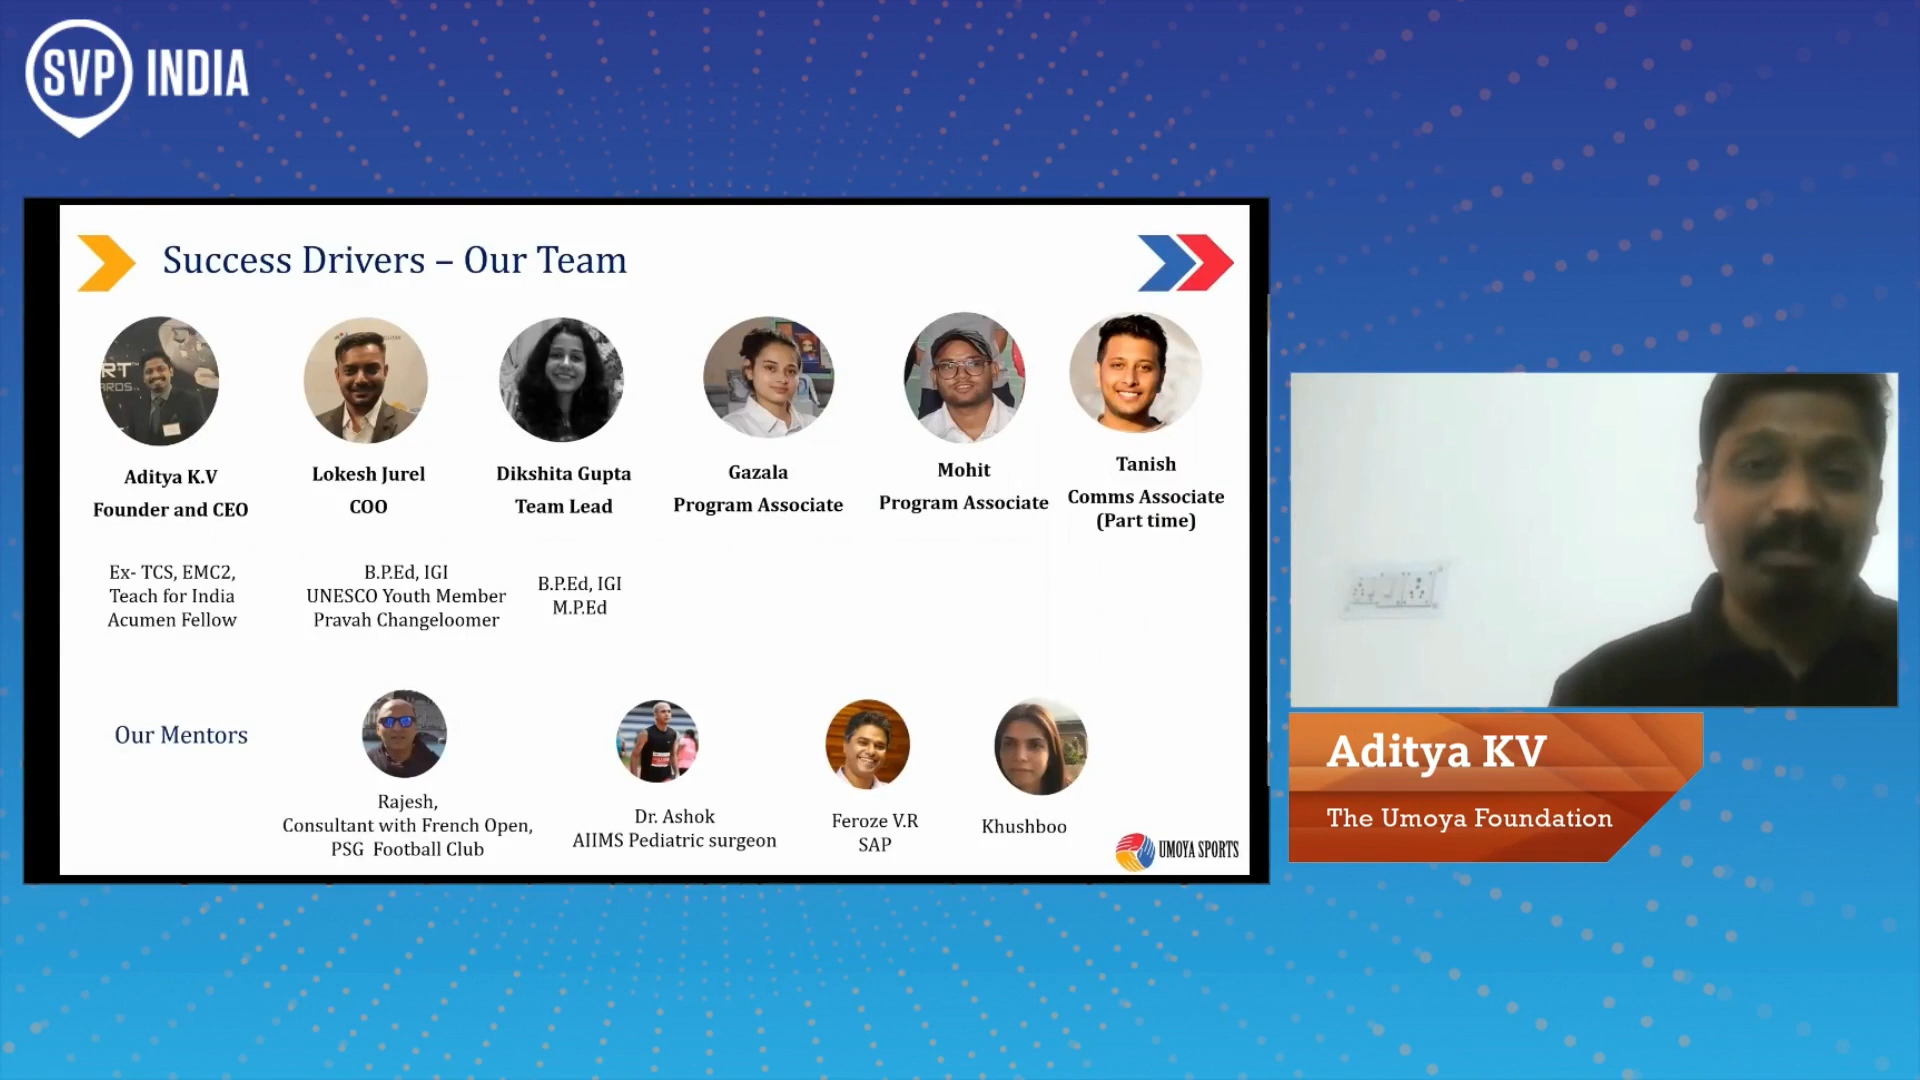 SVP INDIA
Success Drivers – Our Team
Aditya K.V
Founder and CEO
Ex- TCS, EMC2,
Teach for India
Acumen Fellow
Lokesh Jurel
COO
B.P.Ed, IGI
UNESCO Youth Member
Pravah Changeloomer
Dikshita Gupta
Team Lead
B.P.Ed, IGI
M.P.Ed
Gazala
Program Associate
Mohit
Program Associate
Tanish
Comms Associate
(Part time)
Our Mentors
Rajesh,
Consultant with French Open,
PSG Football Club
Dr. Ashok
AIIMS Pediatric surgeon
Feroze V.R
SAP
Khushboo
UMOYA SPORTS
Aditya KV
The Umoya Foundation